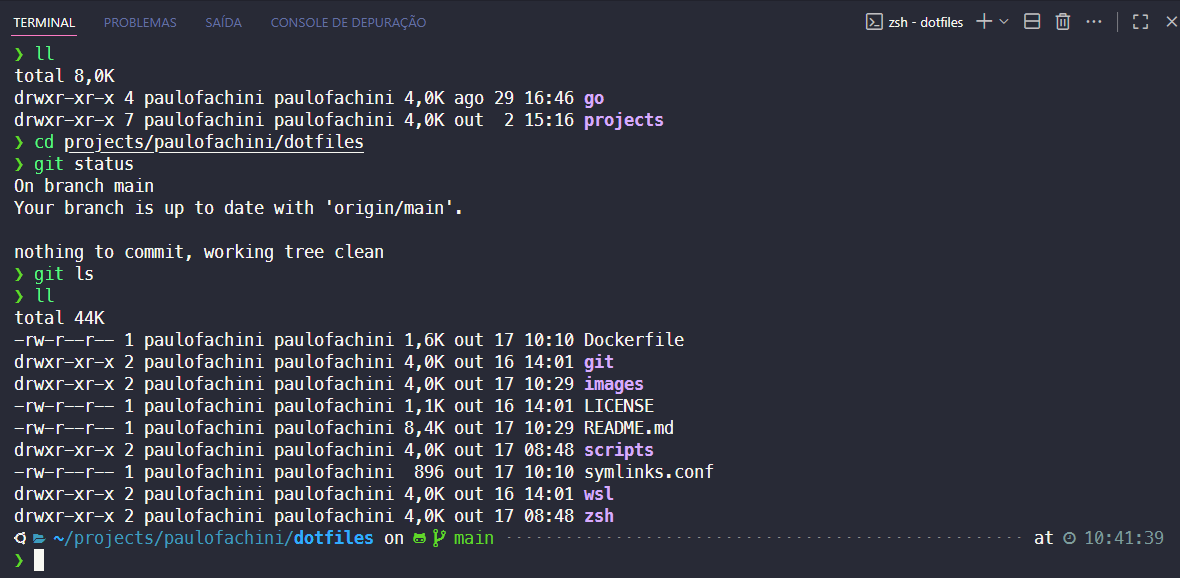 TERMINAL PROBLEMAS SAÍDA CONSOLE DE DEPURAÇÃO zsh - dotfiles
❯ ll
total 8,0K
drwxr-xr-x 4 paulofachini paulofachini 4,0K ago 29 16:46 go
drwxr-xr-x 7 paulofachini paulofachini 4,0K out  2 15:16 projects
❯ cd projects/paulofachini/dotfiles
❯ git status
On branch main
Your branch is up to date with 'origin/main'.
nothing to commit, working tree clean
❯ git ls
❯ ll
total 44K
-rw-r--r-- 1 paulofachini paulofachini 1,6K out 17 10:10 Dockerfile
drwxr-xr-x 2 paulofachini paulofachini 4,0K out 16 14:01 git
drwxr-xr-x 2 paulofachini paulofachini 4,0K out 17 10:29 images
-rw-r--r-- 1 paulofachini paulofachini 1,1K out 16 14:01 LICENSE
-rw-r--r-- 1 paulofachini paulofachini 8,4K out 17 10:29 README.md
drwxr-xr-x 2 paulofachini paulofachini 4,0K out 17 08:48 scripts
-rw-r--r-- 1 paulofachini paulofachini  896 out 17 10:10 symlinks.conf
drwxr-xr-x 2 paulofachini paulofachini 4,0K out 16 14:01 wsl
drwxr-xr-x 2 paulofachini paulofachini 4,0K out 17 08:48 zsh
~/projects/paulofachini/dotfiles on main at 10:41:39
❯